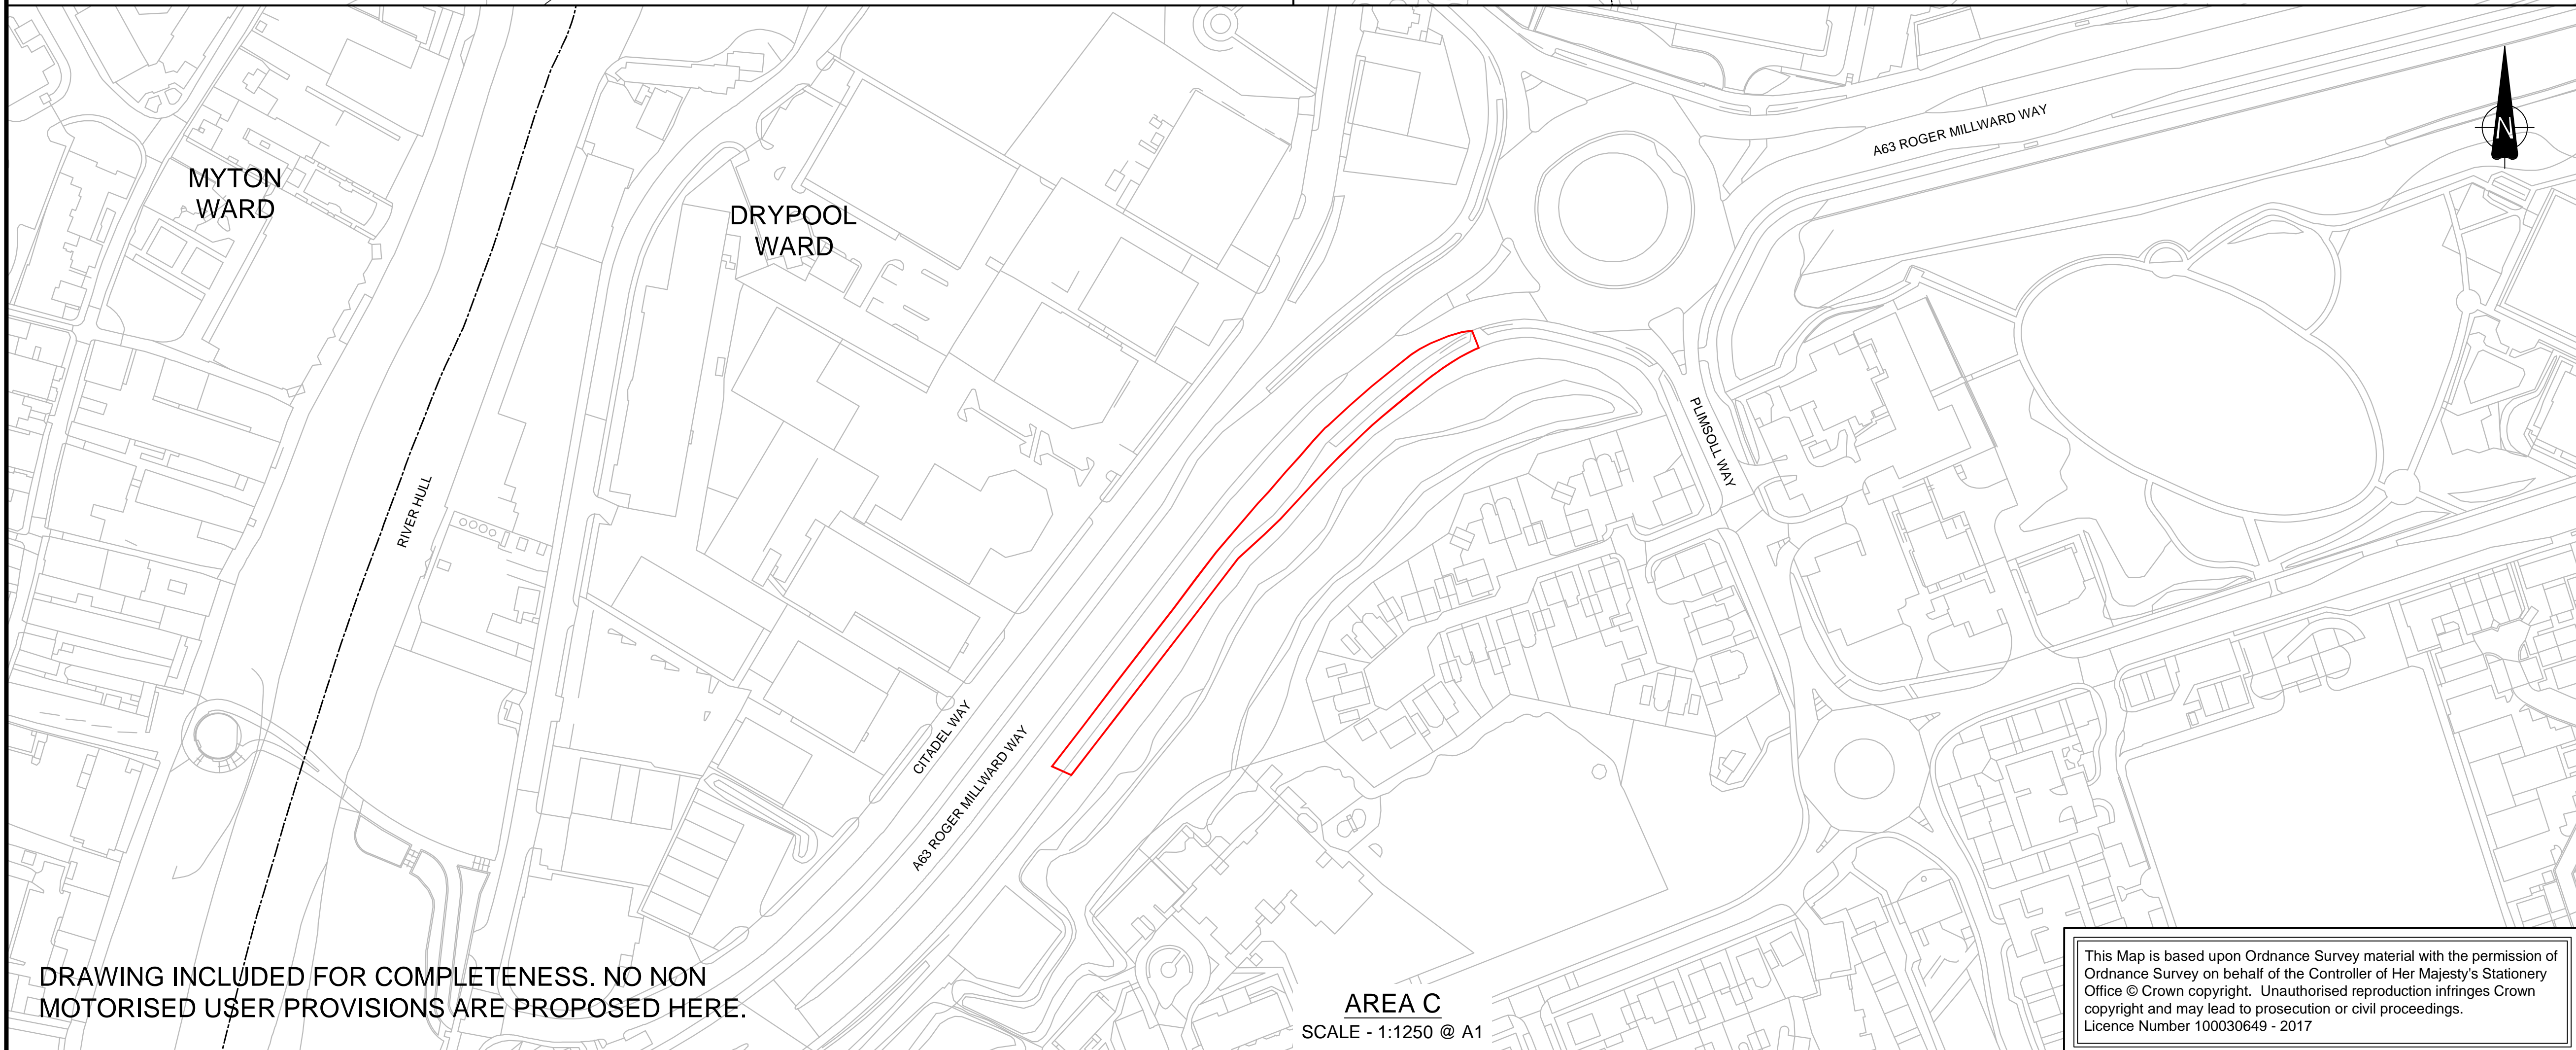 A63 ROGER MILLWARD WAY
N
MYTON
WARD
DRYPOOL
WARD
PLIMSOLL WAY
RIVER HULL
CITADEL WAY
A63 ROGER MILLWARD WAY
DRAWING INCLUDED FOR COMPLETENESS. NO NON
MOTORISED USER PROVISIONS ARE PROPOSED HERE.
AREA C
SCALE - 1:1250 @ A1
This Map is based upon Ordnance Survey material with the permission of
Ordnance Survey on behalf of the Controller of Her Majesty's Stationery
Office © Crown copyright.  Unauthorised reproduction infringes Crown
copyright and may lead to prosecution or civil proceedings.
Licence Number 100030649 - 2017